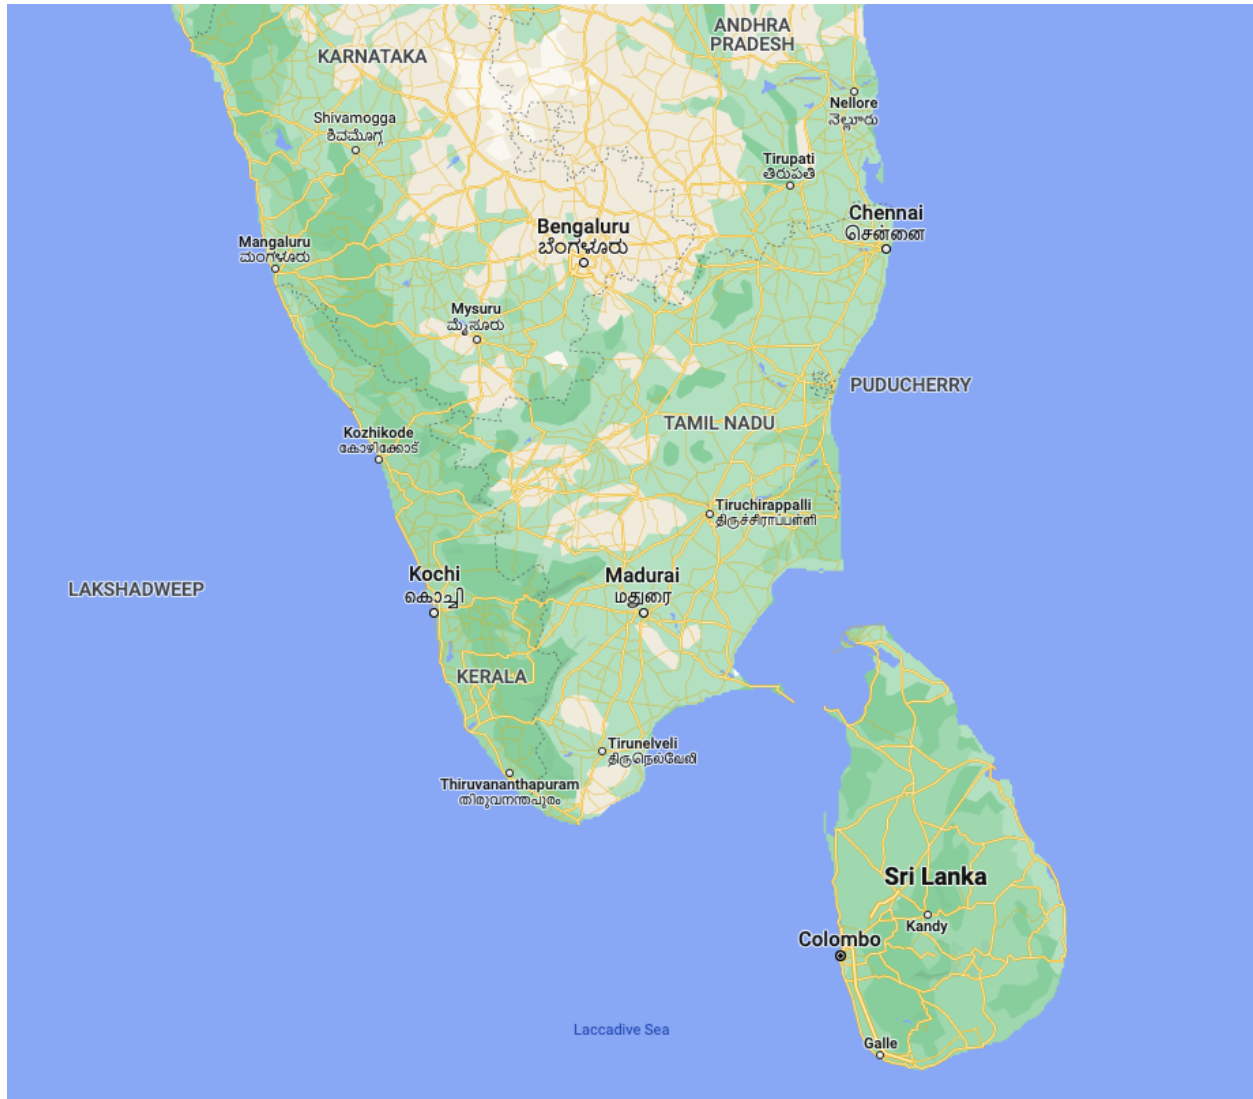 ANDHRA
PRADESH
KARNATAKA
Nellore
ನೆಲ್ಲೂರು
Shivamogga
ಶಿವಮೊಗ್ಗ
Tirupati
తిరుపతి
Chennai
சென்னை
Bengaluru
ಬೆಂಗಳೂರು
Mangaluru
ಮಂಗಳೂರು
Mysuru
ಮೈಸೂರು
PUDUCHERRY
TAMIL NADU
Kozhikode
കോഴിക്കോട്
Tiruchirappalli
திருச்சிராப்பள்ளி
Kochi
കൊച്ചി
Madurai
மதுரை
LAKSHADWEEP
KERALA
Tirunelveli
திருநெல்வேலி
Thiruvananthapuram
തിരുവനന്തപുരം
Sri Lanka
Kandy
Colombo
Laccadive Sea
Galle